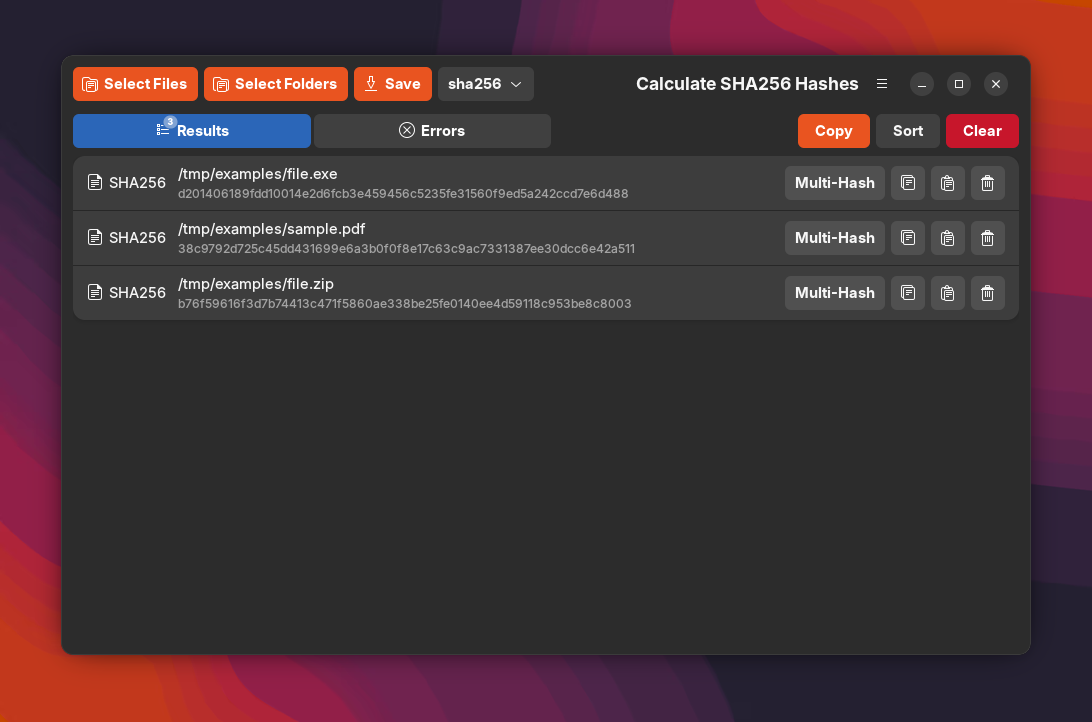 Select Files Select Folders Save sha256 Calculate SHA256 Hashes
3 Results Errors Copy Sort Clear
SHA256 /tmp/examples/file.exe Multi-Hash
d201406189fdd10014e2d6fcb3e459456c5235fe31560f9ed5a242ccd7e6d488
SHA256 /tmp/examples/sample.pdf Multi-Hash
38c9792d725c45dd431699e6a3b0f0f8e17c63c9ac7331387ee30dcc6e42a511
SHA256 /tmp/examples/file.zip Multi-Hash
b76f59616f3d7b74413c471f5860ae338be25fe0140ee4d59118c953be8c8003